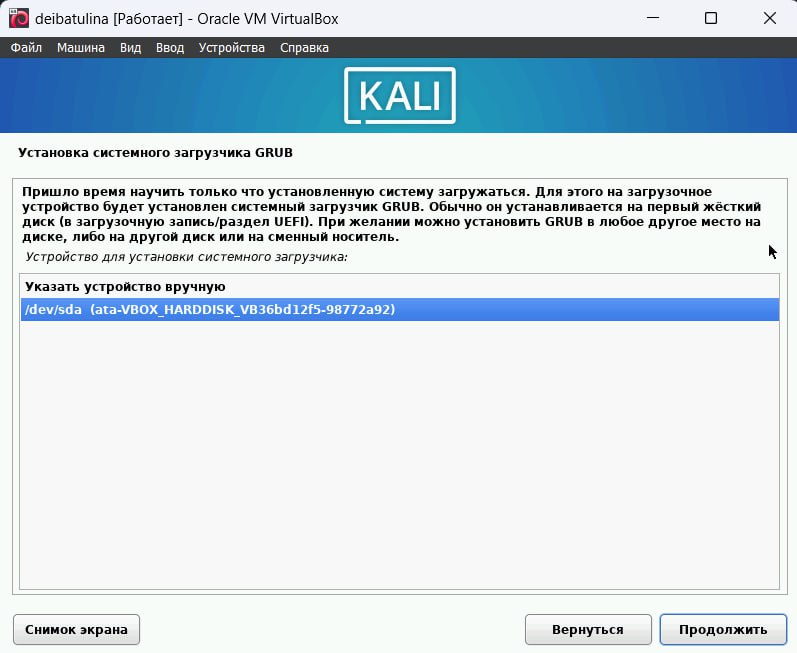 deibatulina [Работает] - Oracle VM VirtualBox
Файл Машина Вид Ввод Устройства Справка
KALI
Установка системного загрузчика GRUB
Пришло время научить только что установленную систему загружаться. Для этого на загрузочное
устройство будет установлен системный загрузчик GRUB. Обычно он устанавливается на первый жёсткий
диск (в загрузочную запись/раздел UEFI). При желании можно установить GRUB в любое другое место на
диске, либо на другой диск или на сменный носитель.
Устройство для установки системного загрузчика:
Указать устройство вручную
/dev/sda (ata-VBOX_HARDDISK_VB36bd12f5-98772a92)
Снимок экрана Вернуться Продолжить